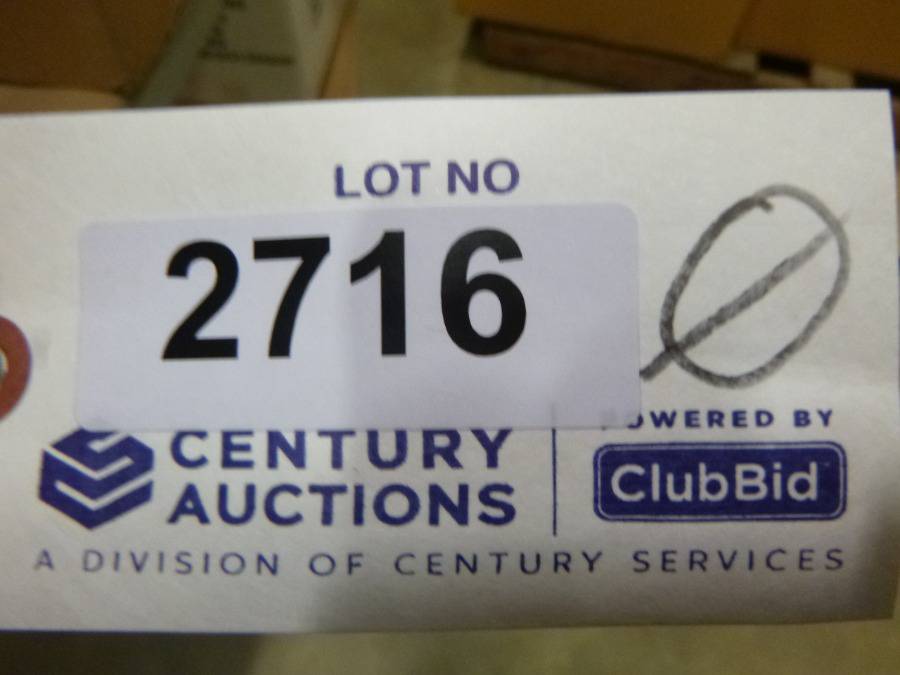 LOT NO
2716 Ø
CENTURY
AUCTIONS
POWERED BY
ClubBid
A DIVISION OF CENTURY SERVICES